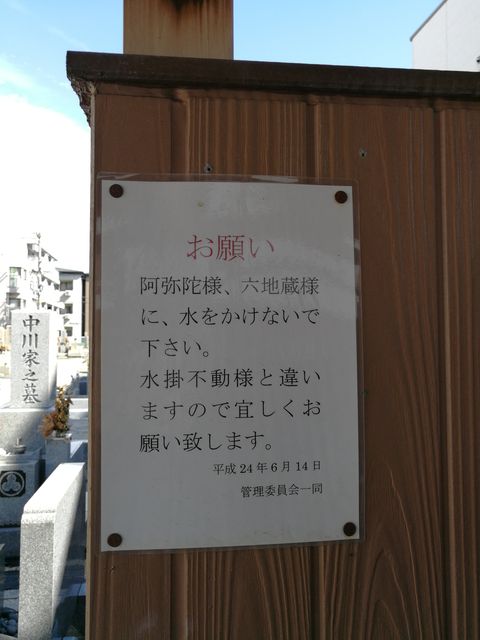 お願い
阿弥陀様、六地蔵様
に、水をかけないで
下さい。
水掛不動様と違い
ますので宜しくお
願い致します。
平成24年6月14日
管理委員会一同
中川家之墓